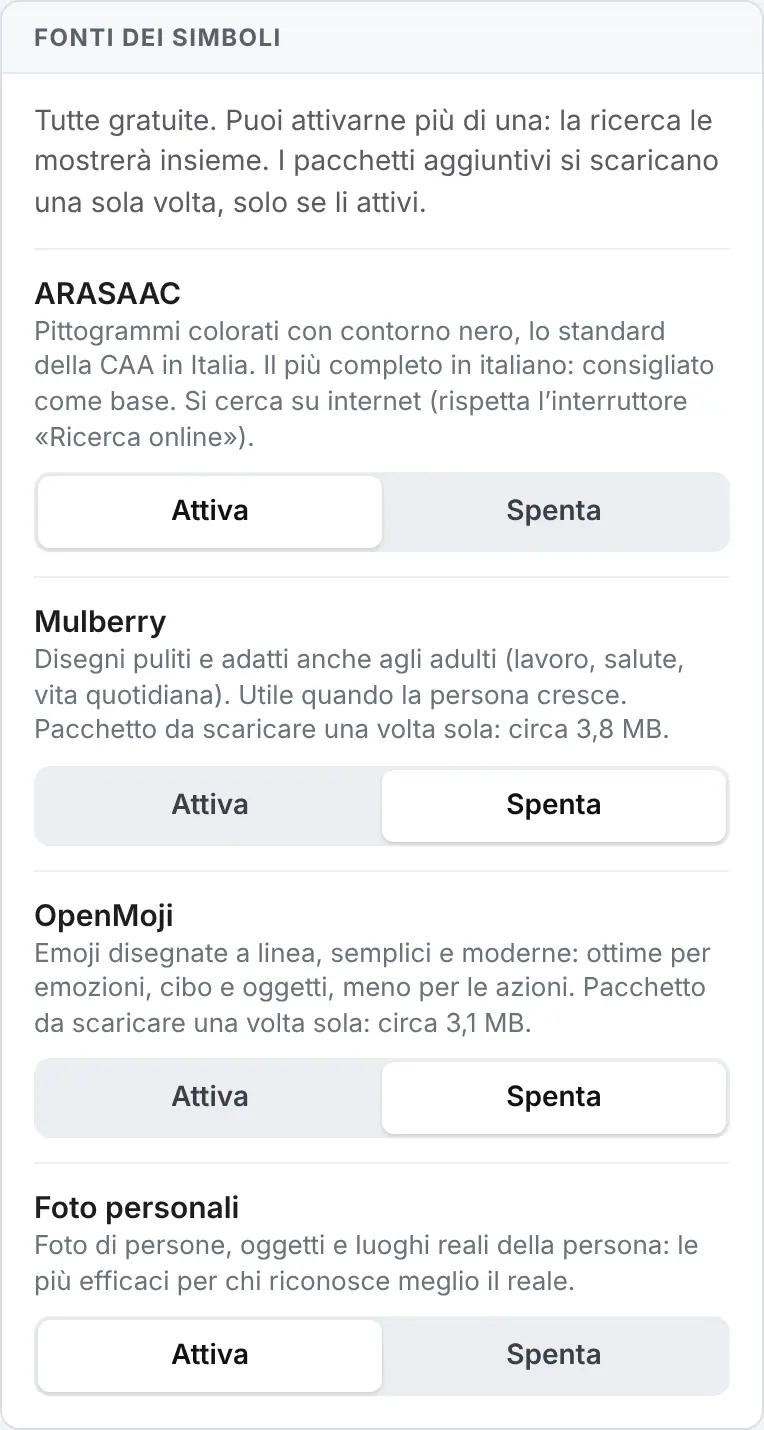 FONTI DEI SIMBOLI
Tutte gratuite. Puoi attivarne più di una: la ricerca le
mostrerà insieme. I pacchetti aggiuntivi si scaricano
una sola volta, solo se li attivi.
ARASAAC
Pittogrammi colorati con contorno nero, lo standard
della CAA in Italia. Il più completo in italiano: consigliato
come base. Si cerca su internet (rispetta l’interruttore
«Ricerca online»).
Attiva Spenta
Mulberry
Disegni puliti e adatti anche agli adulti (lavoro, salute,
vita quotidiana). Utile quando la persona cresce.
Pacchetto da scaricare una volta sola: circa 3,8 MB.
Attiva Spenta
OpenMoji
Emoji disegnate a linea, semplici e moderne: ottime per
emozioni, cibo e oggetti, meno per le azioni. Pacchetto
da scaricare una volta sola: circa 3,1 MB.
Attiva Spenta
Foto personali
Foto di persone, oggetti e luoghi reali della persona: le
più efficaci per chi riconosce meglio il reale.
Attiva Spenta